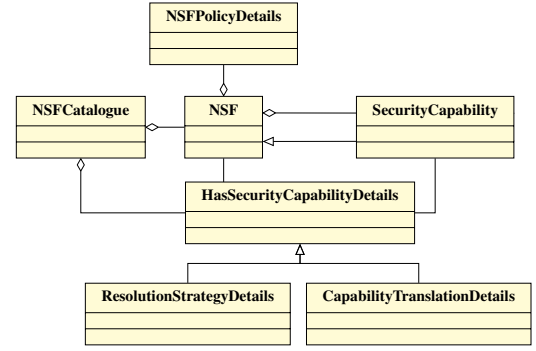 NSFPolicyDetails
NSFCatalogue
NSF
SecurityCapability
HasSecurityCapabilityDetails
ResolutionStrategyDetails
CapabilityTranslationDetails